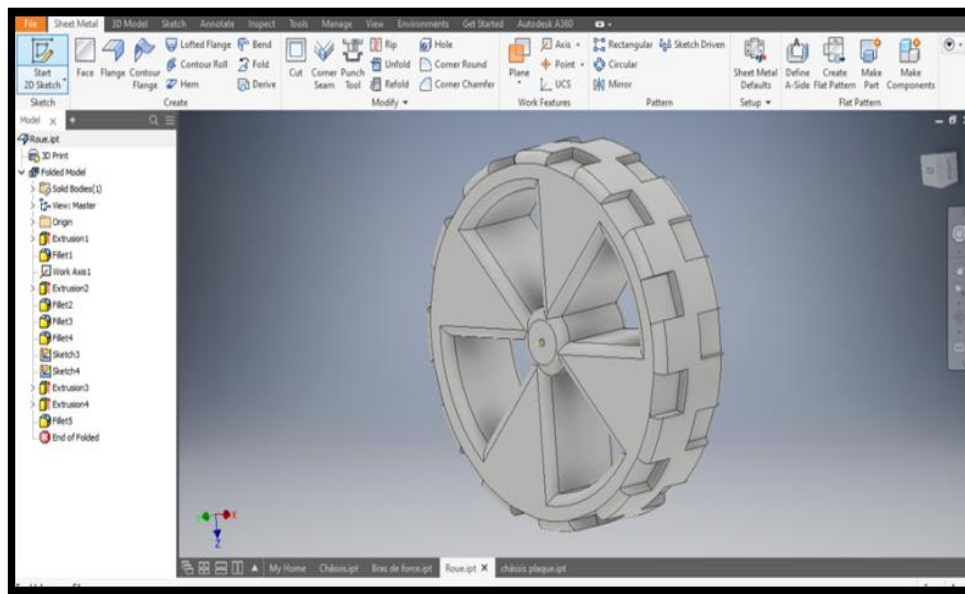 File Sheet Metal 3D Model Sketch Annotate Inspect Tools Manage View Environments Get Started Autodesk A360
Start
2D Sketch
Face Flange Contour
Flange
Lofted Flange
Contour Roll
Hem
Bend
Fold
Derive
Cut Corner
Seam
Punch
Tool
Rip
Unfold
Refold
Hole
Corner Round
Corner Chamfer
Plane
Axis
Point
UCS
Rectangular Sketch Driven
Circular
Mirror
Sheet Metal
Defaults
Define
A-Side
Create
Flat Pattern
Make
Part
Make
Components
Sketch Create Modify Work Features Pattern Setup Flat Pattern
Model
Roue.ipt
3D Print
Folded Model
Solid Bodies(1)
View: Master
Origin
Extrusion1
Fillet1
Work Axis1
Extrusion2
Fillet2
Fillet3
Fillet4
Sketch3
Sketch4
Extrusion3
Extrusion4
Fillet5
End of Folded
X
Z
My Home Châssis.ipt Bras de force.ipt Roue.ipt châssis plaque.ipt